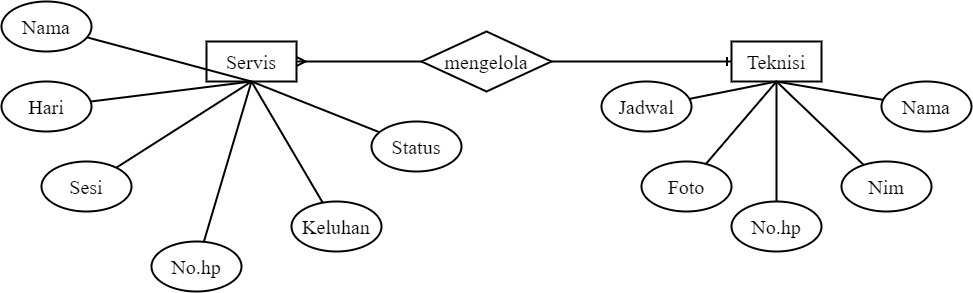 Nama
Servis
mengelola
Teknisi
Hari
Jadwal
Nama
Status
Sesi
Foto
Nim
Keluhan
No.hp
No.hp